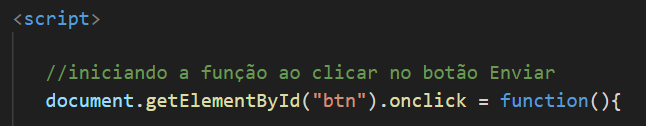 <script>
//iniciando a função ao clicar no botão Enviar
document.getElementById("btn").onclick = function(){